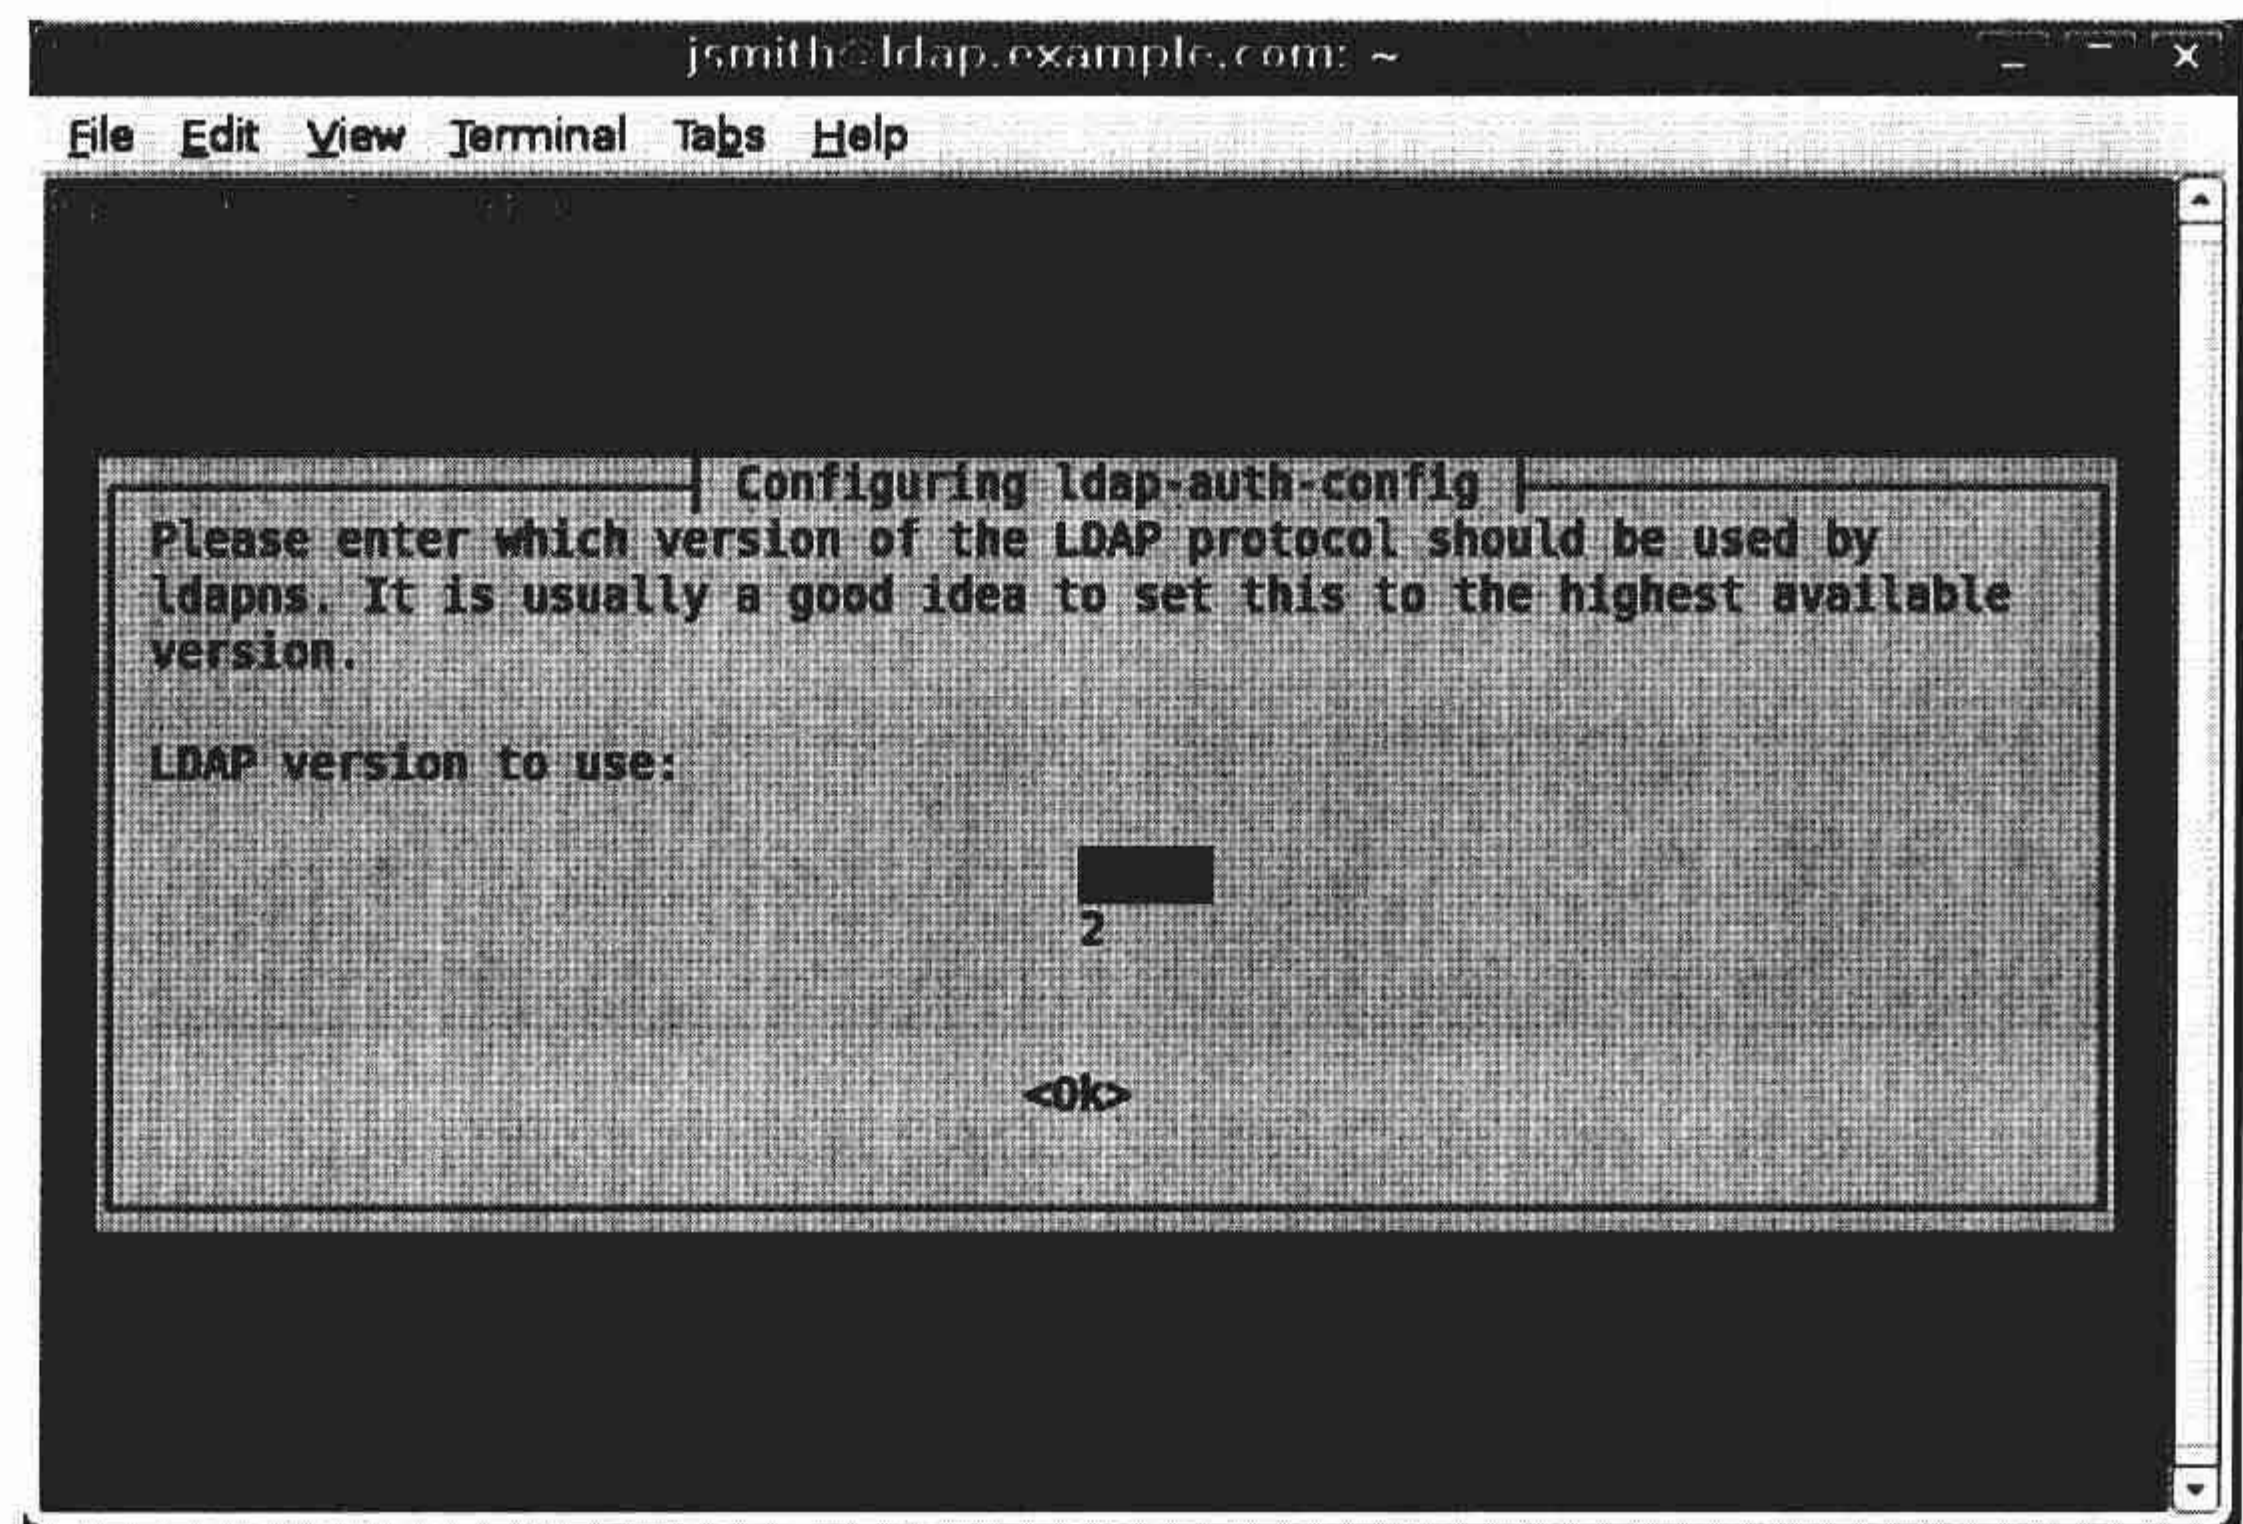 jsmith@ldap.example.com: ~
File Edit View Terminal Tabs Help
Configuring ldap-auth-config
Please enter which version of the LDAP protocol should be used by
ldapns. It is usually a good idea to set this to the highest available
version.
LDAP version to use:
2
<Ok>